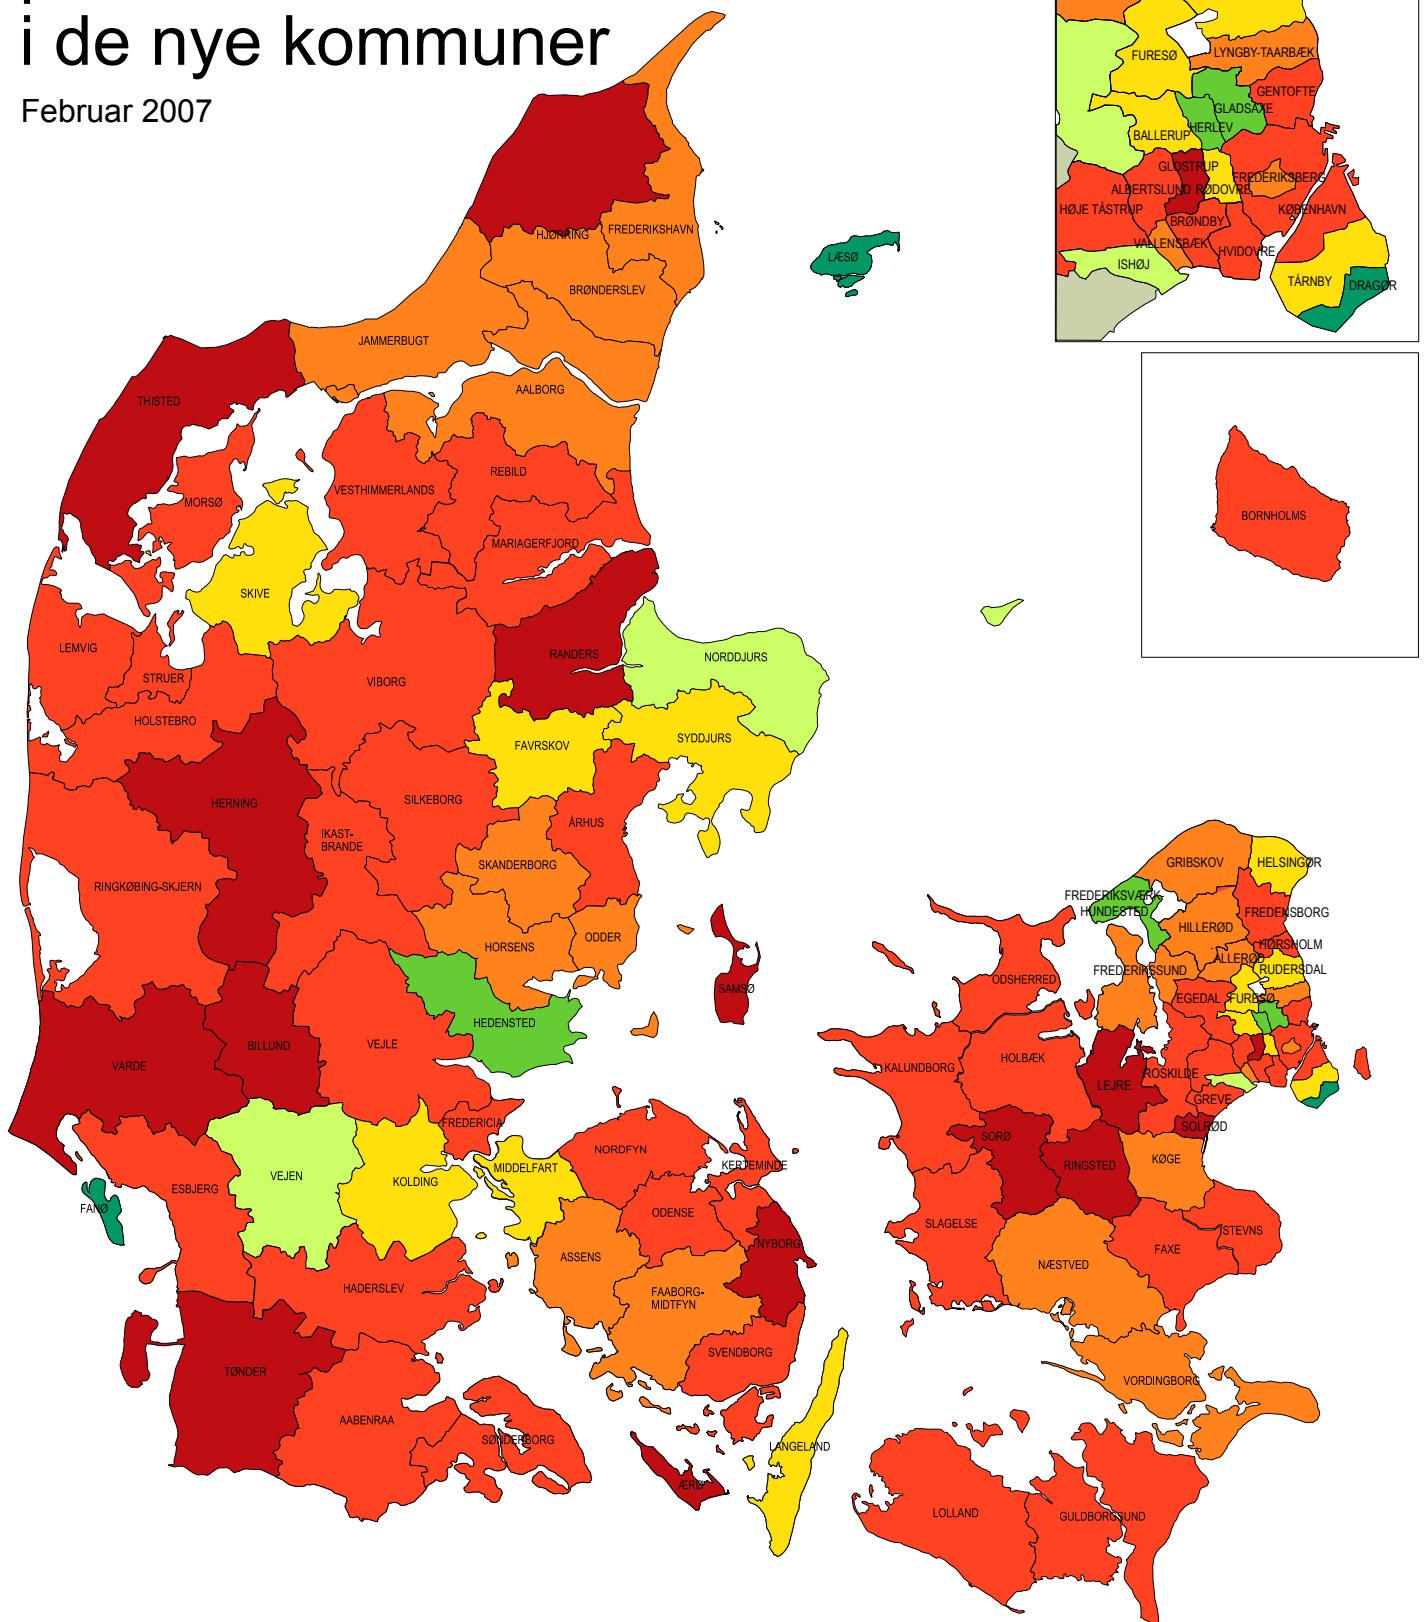 i de nye kommuner
Februar 2007
FURESØ
LYNGBY-TAARBÆK
GENTOFTE
GLADSAXE
HERLEV
BALLERUP
GLOSTRUP
FREDERIKSBERG
ALBERTSLUND
RØDOVRE
HØJE TÅSTRUP
KØBENHAVN
BRØNDBY
VALLENSBÆK
HVIDOVRE
ISHØJ
TÅRNBY
DRAGØR
BORNHOLMS
HJØRRING
FREDERIKSHAVN
LÆSØ
BRØNDERSLEV
JAMMERBUGT
AALBORG
THISTED
REBILD
VESTHIMMERLANDS
MORSØ
MARIAGERFJORD
SKIVE
LEMVIG
RANDERS
NORDDJURS
STRUER
VIBORG
HOLSTEBRO
SYDDJURS
FAVRSKOV
HERNING
SILKEBORG
ÅRHUS
IKAST-
BRANDE
SKANDERBORG
RINGKØBING-SKJERN
ODDER
HORSENS
SAMSØ
HEDENSTED
VEJLE
BILLUND
VARDE
FREDERICIA
MIDDELFART
NORDFYN
KERTEMINDE
VEJEN
KOLDING
ESBJERG
FANØ
ODENSE
NYBORG
ASSENS
HADERSLEV
FAABORG-
MIDTFYN
SVENDBORG
TØNDER
AABENRAA
SØNDERBORG
LANGELAND
ÆRØ
GRIBSKOV
HELSINGØR
FREDERIKSVÆRK-
HUNDESTED
FREDENSBORG
HILLERØD
HØRSHOLM
ALLERØD
RUDERSDAL
FREDERIKSSUND
ODSHERRED
EGEDAL
FURESØ
HOLBÆK
KALUNDBORG
ROSKILDE
LEJRE
GREVE
SOLRØD
SORØ
RINGSTED
KØGE
SLAGELSE
STEVNS
FAXE
NÆSTVED
VORDINGBORG
LOLLAND
GULDBORGSUND